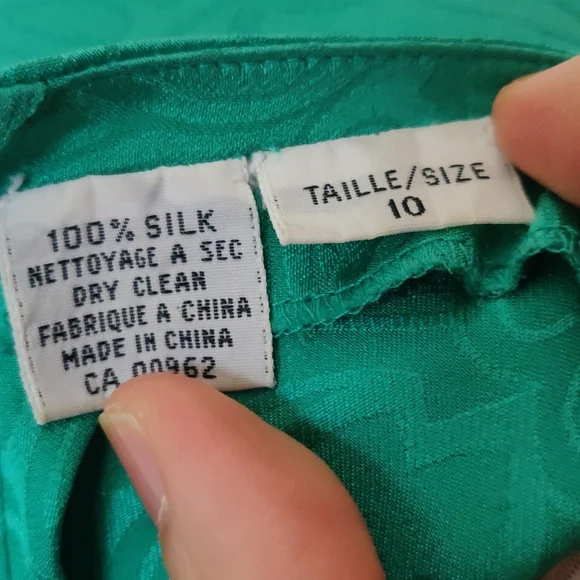 100% SILK
NETTOYAGE A SEC
DRY CLEAN
FABRIQUE A CHINA
MADE IN CHINA
CA 00962
TAILLE/SIZE
10